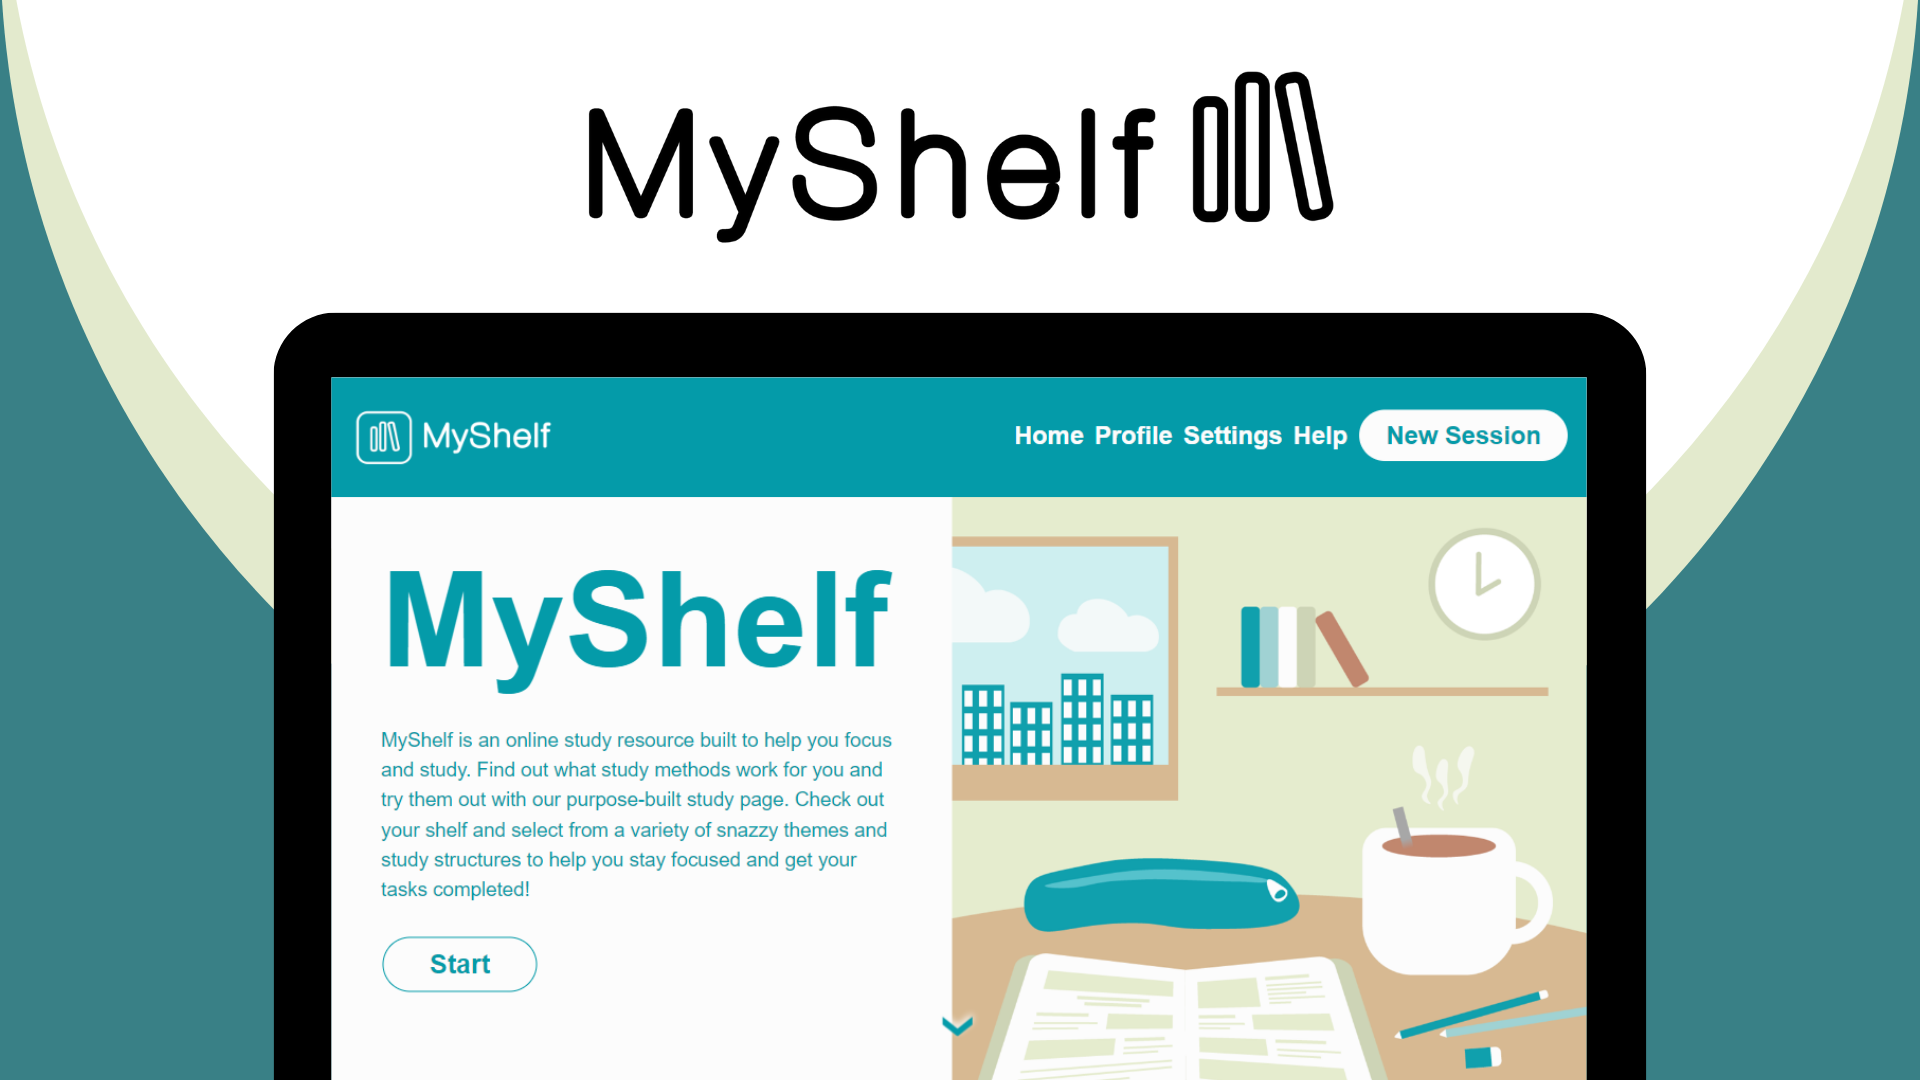 MyShelf
MyShelf
Home Profile Settings Help New Session
MyShelf
MyShelf is an online study resource built to help you focus
and study. Find out what study methods work for you and
try them out with our purpose-built study page. Check out
your shelf and select from a variety of snazzy themes and
study structures to help you stay focused and get your
tasks completed!
Start